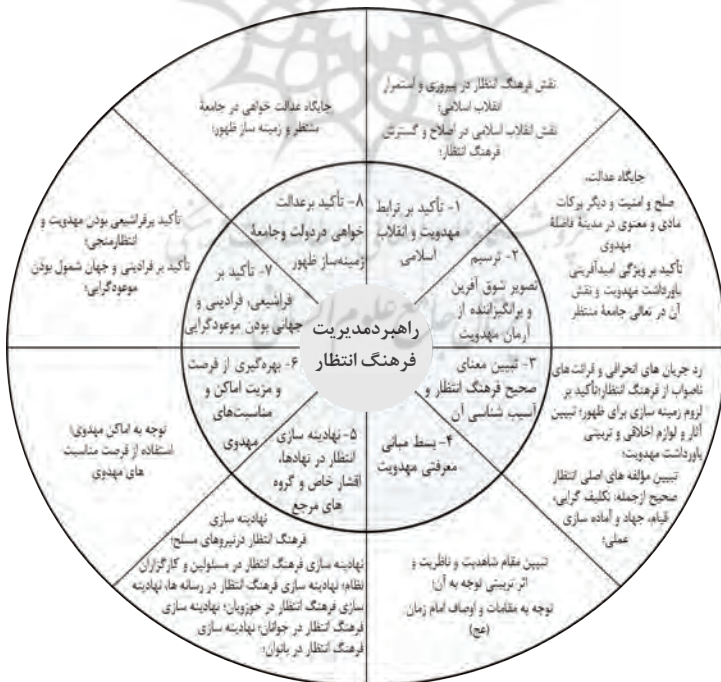 راهبرد مدیریت
فرهنگ انتظار
۱- تأکید بر ترابط
مهدویت و انقلاب
اسلامی
نقش فرهنگ انتظار در پیروزی و استمرار
انقلاب اسلامی؛
نقش انقلاب اسلامی در اصلاح و گسترش
فرهنگ انتظار؛
۲- ترسیم
تصویر شوق آفرین
و برانگیزاننده از
آرمان مهدویت
جایگاه عدالت،
صلح و امنیت و دیگر برکات
مادی و معنوی در مدینۀ فاضلۀ
مهدوی
تأکید بر ویژگی امیدآفرینی
باورداشت مهدویت و نقش
آن در تعالی جامعۀ منتظر
۳- تبیین معنای
صحیح فرهنگ انتظار و
آسیب شناسی آن
رد جریان های انحرافی و قرائت‌های
ناصواب از فرهنگ انتظار؛ تأکید بر
لزوم زمینه سازی برای ظهور؛ تبیین
آثار و لوازم اخلاقی و تربیتی
باورداشت مهدویت؛
تبیین مؤلفه های اصلی انتظار
صحیح ازجمله: تکلیف گرایی،
قیام، جهاد و آماده سازی
عملی؛
۴- بسط مبانی
معرفتی مهدویت
تبیین مقام شاهدیت و ناظریت و
اثر تربیتی توجه به آن؛
توجه به مقامات و اوصاف امام زمان
(عج)
۵- نهادینه سازی
انتظار در نهادها،
اقشار خاص و گروه
های مرجع
نهادینه سازی
فرهنگ انتظار درنیروهای مسلح؛
نهادینه سازی فرهنگ انتظار در مسئولین و کارگزاران
نظام؛ نهادینه سازی فرهنگ انتظار در رسانه ها، نهادینه
سازی فرهنگ انتظار در حوزویان؛ نهادینه سازی
فرهنگ انتظار در جوانان؛ نهادینه سازی
فرهنگ انتظار در بانوان؛
۶- بهره‌گیری از فرصت
و مزیت اماکن و
مناسبت‌های
مهدوی
توجه به اماکن مهدوی؛
استفاده از فرصت مناسبت
های مهدوی
۷- تأکید بر
فراشیعی، فرادینی و
جهانی بودن موعودگرایی
تأکید برفراشیعی بودن مهدویت و
انتظارمنجی؛
تأکید بر فرادینی و جهان شمول بودن
موعودگرایی؛
۸- تأکید برعدالت
خواهی در دولت وجامعۀ
زمینه‌ساز ظهور
جایگاه عدالت خواهی در جامعۀ
منتظر و زمینه ساز ظهور؛